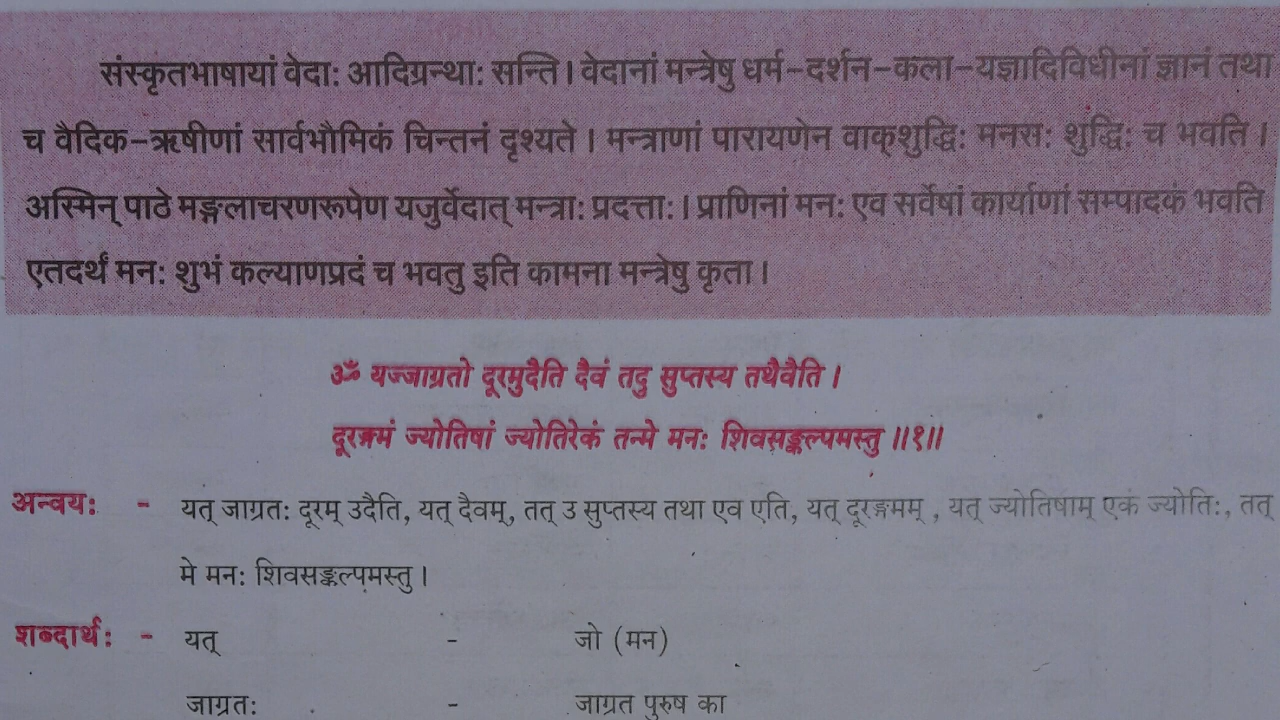 संस्कृतभाषायां वेदाः आदिग्रन्थाः सन्ति । वेदानां मन्त्रेषु धर्म-दर्शन-कला-यज्ञादिविधीनां ज्ञानं तथा
च वैदिक-ऋषीणां सार्वभौमिकं चिन्तनं दृश्यते । मन्त्राणां पारायणेन वाक्‌शुद्धिः मनसः शुद्धिः च भवति ।
अस्मिन् पाठे मङ्गलाचरणरूपेण यजुर्वेदात् मन्त्राः प्रदत्ताः । प्राणिनां मनः एव सर्वेषां कार्याणां सम्पादकं भवति
एतदर्थं मनः शुभं कल्याणप्रदं च भवतु इति कामना मन्त्रेषु कृता ।
ॐ यज्जाग्रतो दूरमुदैति दैवं तदु सुप्तस्य तथैवैति ।
दूरङ्गमं ज्योतिषां ज्योतिरेकं तन्मे मनः शिवसङ्कल्पमस्तु ॥१॥
अन्वयः - यत् जाग्रतः दूरम् उदैति, यत् दैवम्, तत् उ सुप्तस्य तथा एव एति, यत् दूरङ्गमम् , यत् ज्योतिषाम् एकं ज्योतिः, तत्
मे मनः शिवसङ्कल्पमस्तु ।
शब्दार्थः - यत् - जो (मन)
जाग्रतः - जाग्रत पुरुष का